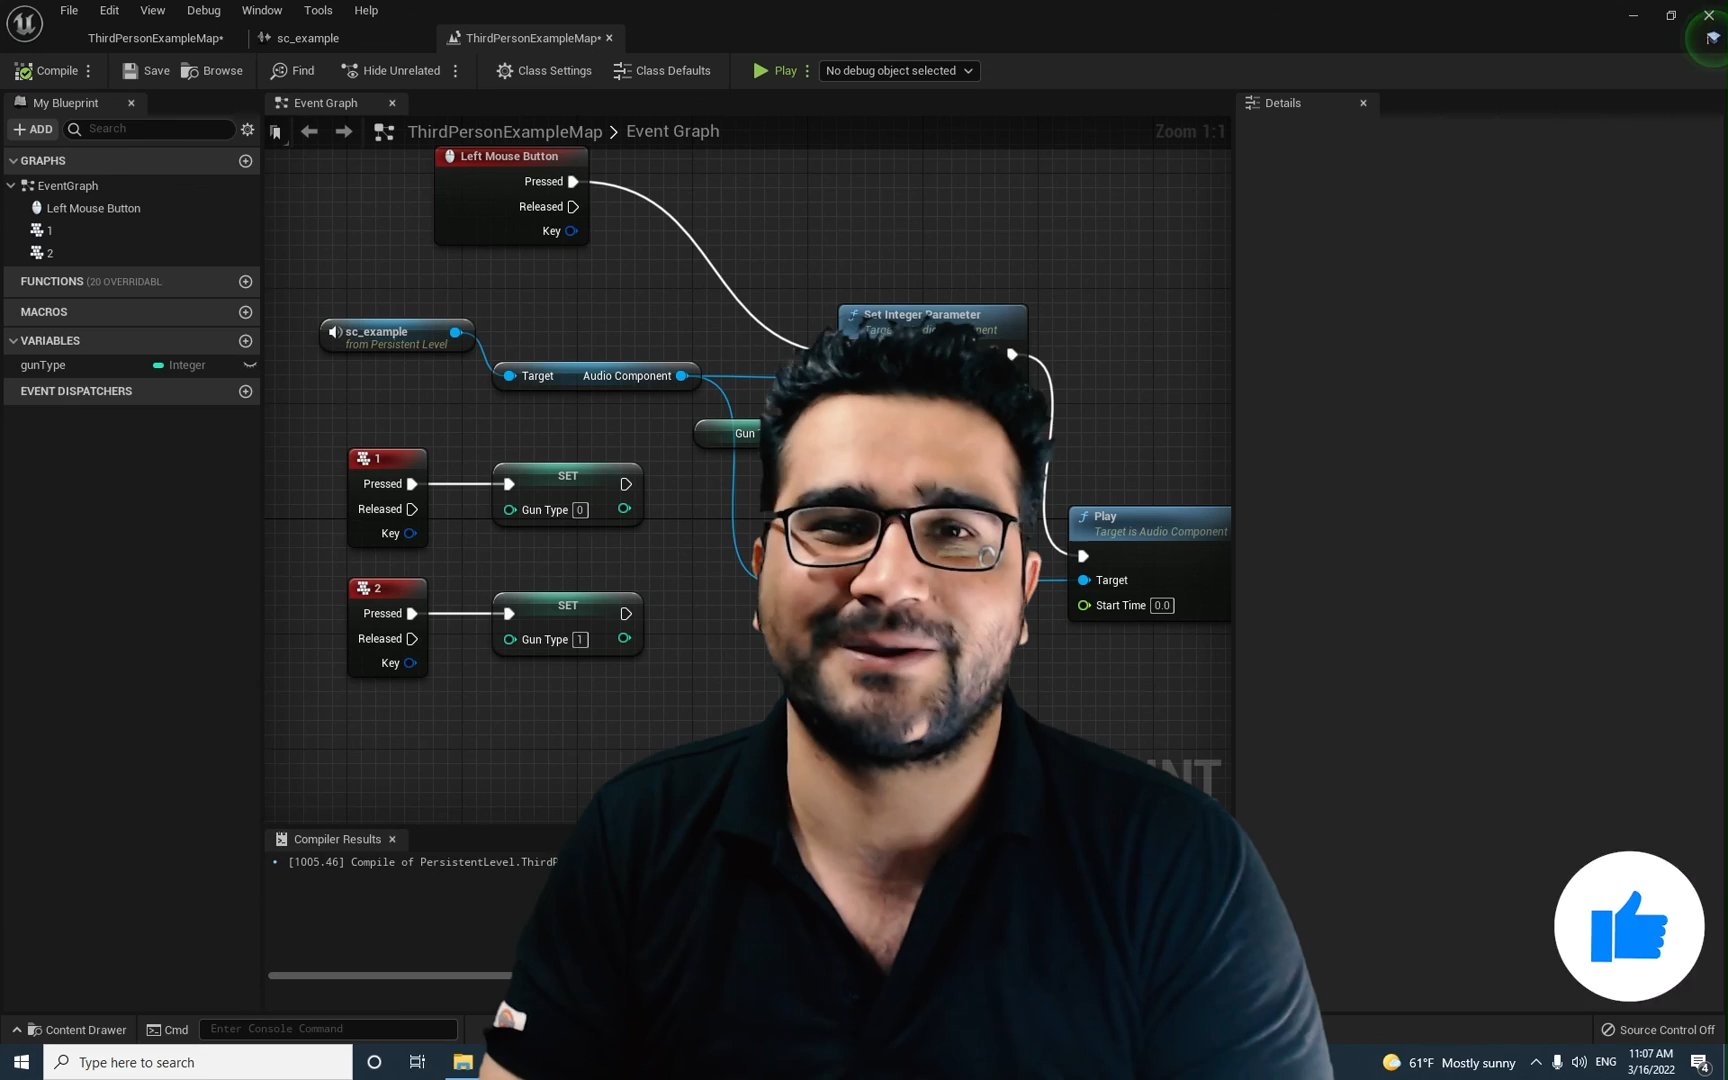 File Edit View Debug Window Tools Help
ThirdPersonExampleMap* sc_example ThirdPersonExampleMap*
Compile Save Browse Find Hide Unrelated Class Settings Class Defaults Play No debug object selected
My Blueprint
ADD Search
GRAPHS
EventGraph
Left Mouse Button
1
2
FUNCTIONS (20 OVERRIDABL
MACROS
VARIABLES
gunType Integer
EVENT DISPATCHERS
Event Graph
ThirdPersonExampleMap > Event Graph Zoom 1:1
Left Mouse Button
Pressed
Released
Key
sc_example
from Persistent Level
Target Audio Component
Gun
Set Integer Parameter
1
Pressed
Released
Key
SET
Gun Type 0
2
Pressed
Released
Key
SET
Gun Type 1
Play
Target is Audio Component
Target
Start Time 0.0
Compiler Results
[1005.46] Compile of PersistentLevel.ThirdP
Details
Content Drawer Cmd Enter Console Command Source Control Off
Type here to search
61°F Mostly sunny ENG
11:07 AM
3/16/2022
4